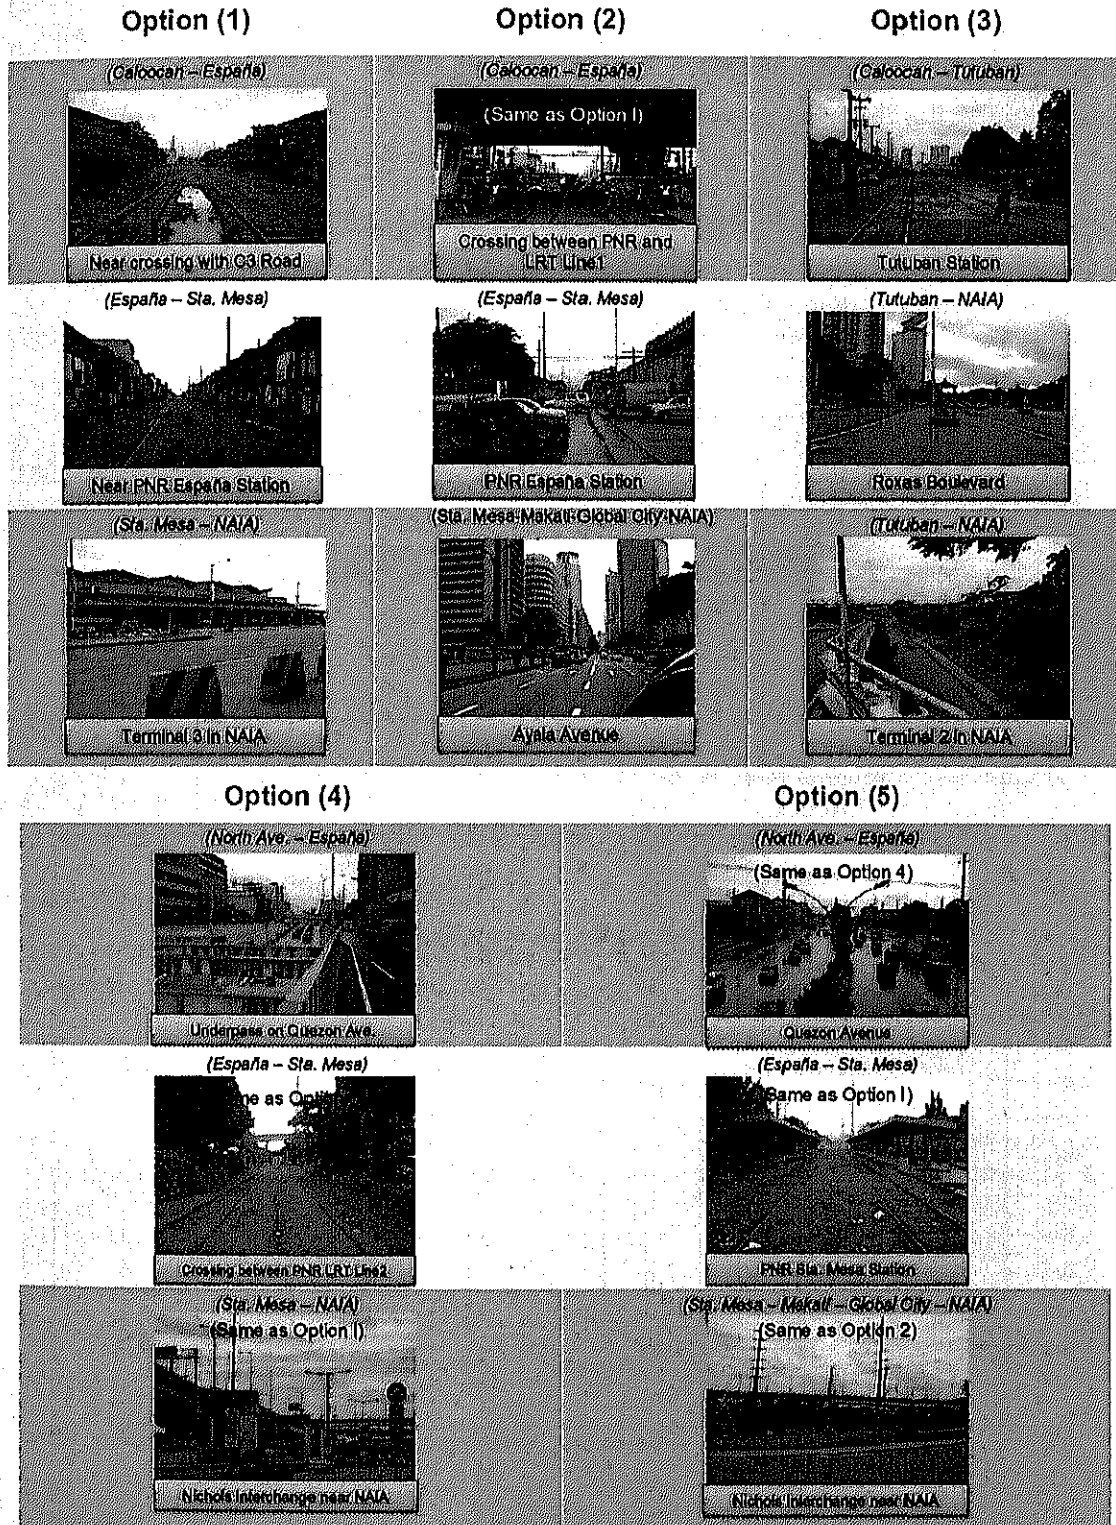 Option (1)
Option (2)
Option (3)
(Caloocan – España)
(Caloocan – España)
(Caloocan – Tutuban)
(Same as Option I)
Near crossing with C3 Road
Crossing between PNR and
LRT Line1
Tutuban Station
(España – Sta. Mesa)
(España – Sta. Mesa)
(Tutuban – NAIA)
Near PNR España Station
PNR España Station
Roxas Boulevard
(Sta. Mesa – NAIA)
(Sta. Mesa-Makati-Global City-NAIA)
(Tutuban – NAIA)
Terminal 3 in NAIA
Ayala Avenue
Terminal 2 in NAIA
Option (4)
Option (5)
(North Ave. – España)
(North Ave. – España)
(Same as Option 4)
Underpass on Quezon Ave.
Quezon Avenue
(España – Sta. Mesa)
(España – Sta. Mesa)
as
(Same as Option I)
Crossing between PNR LRT Line2
PNR Sta. Mesa Station
(Sta. Mesa – NAIA)
(Sta. Mesa – Makati – Global City – NAIA)
(Same as Option I)
(Same as Option 2)
Nichols Interchange near NAIA
Nichols Interchange near NAIA